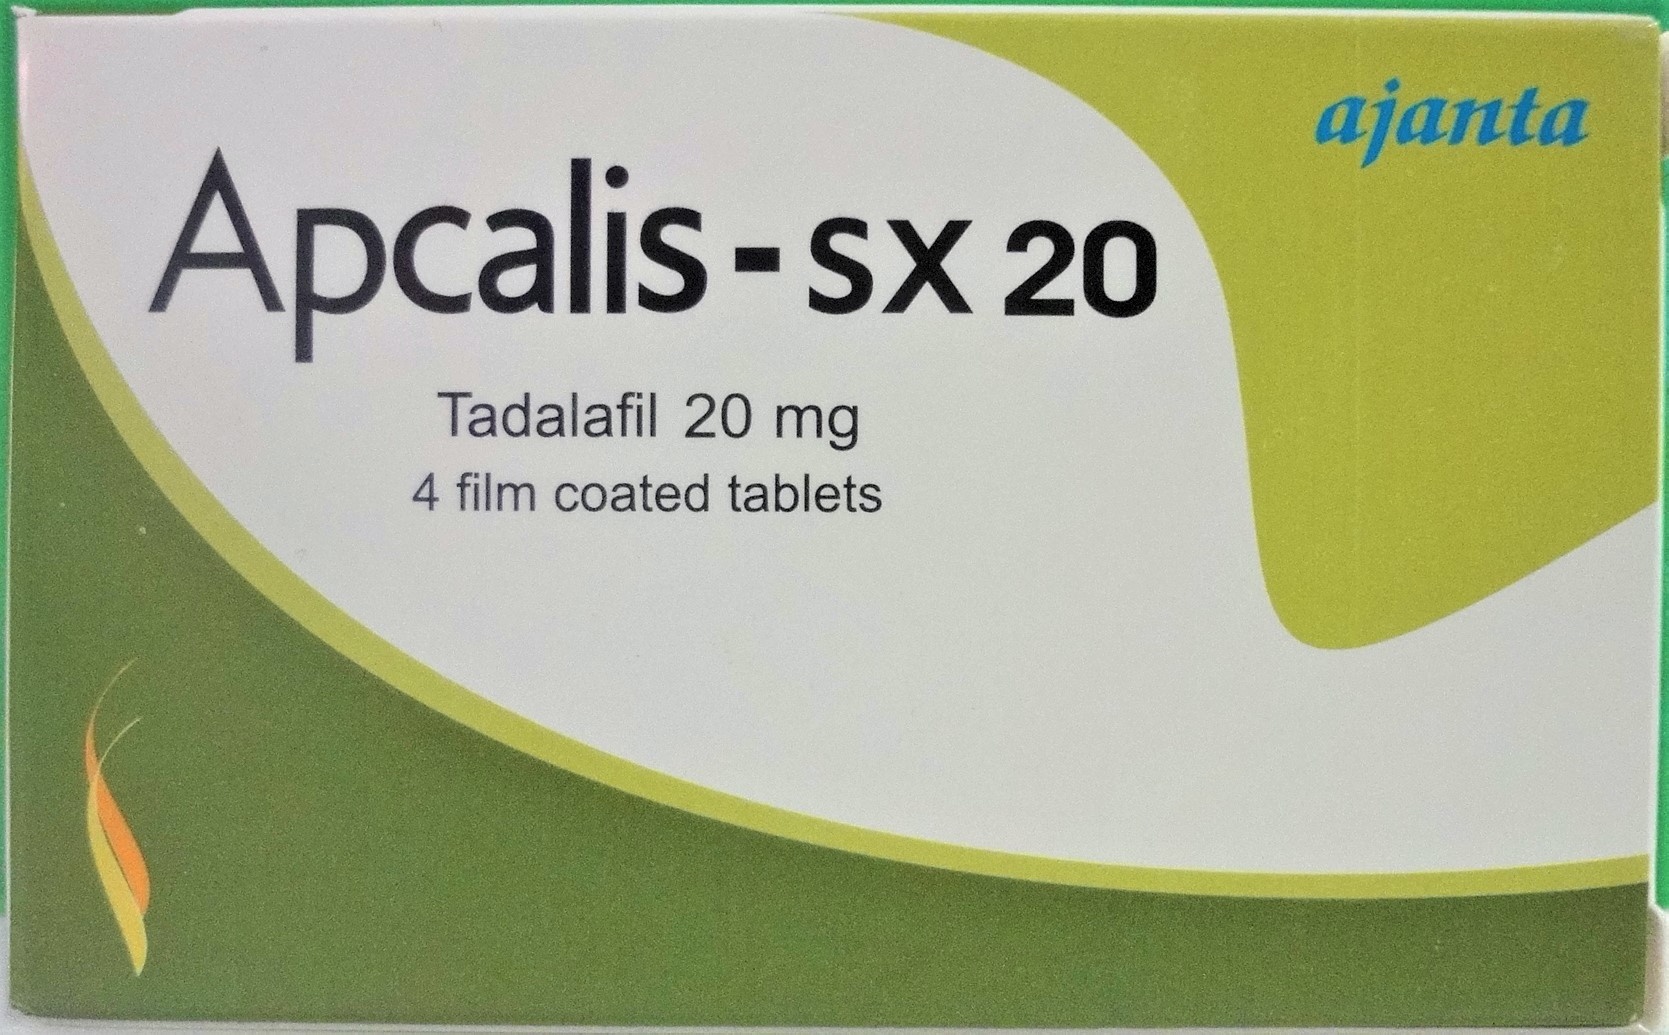 ajanta
Apcalis - SX 20
Tadalafil 20 mg
4 film coated tablets